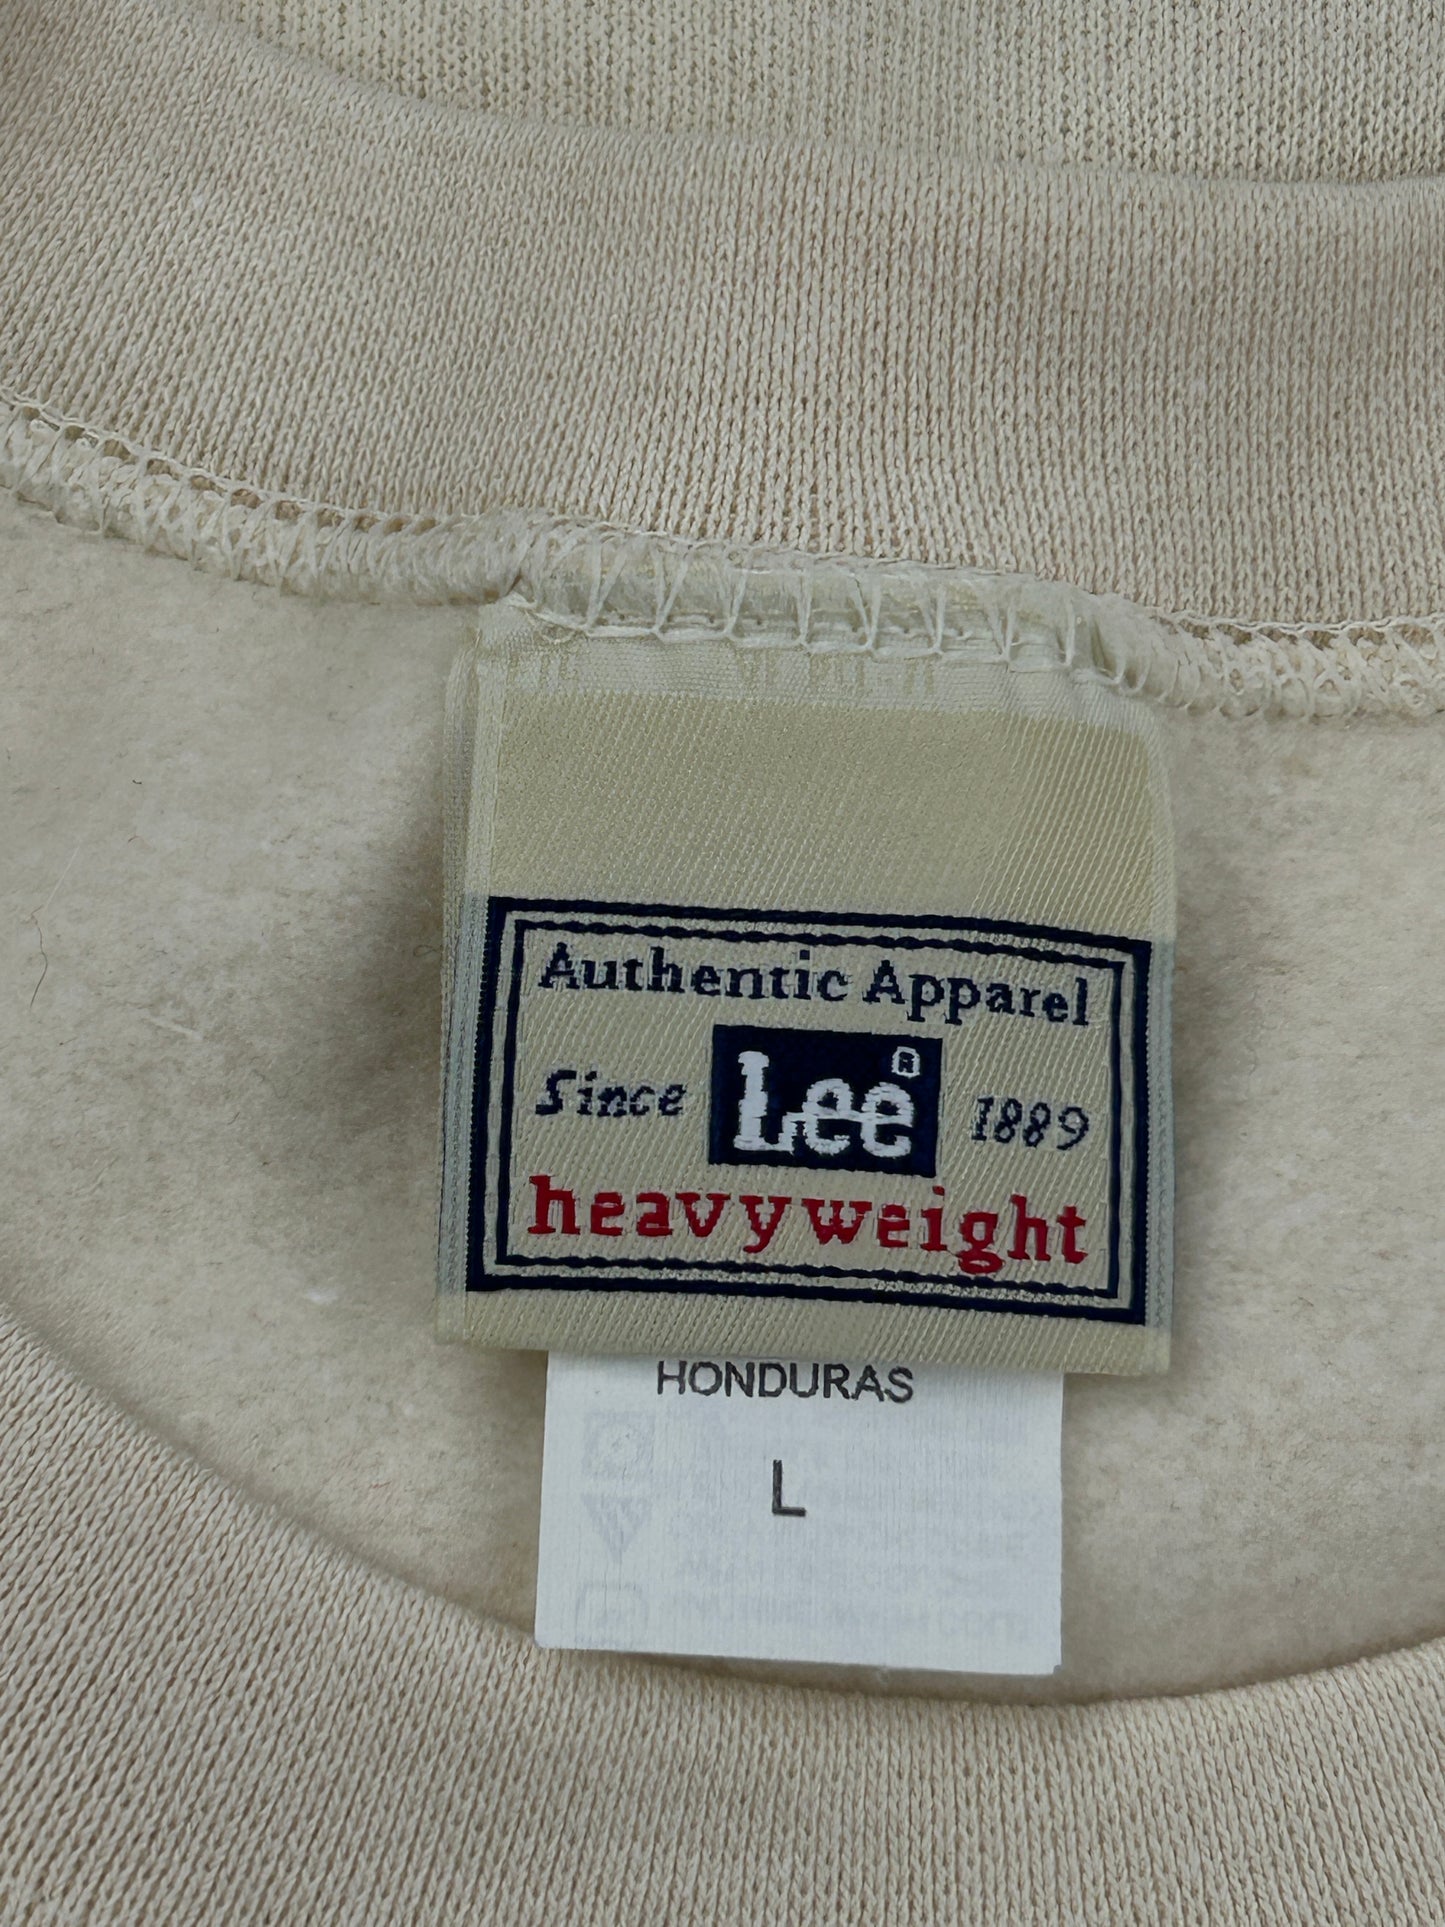 Authentic Apparel
Since Lee® 1889
heavyweight
HONDURAS
L